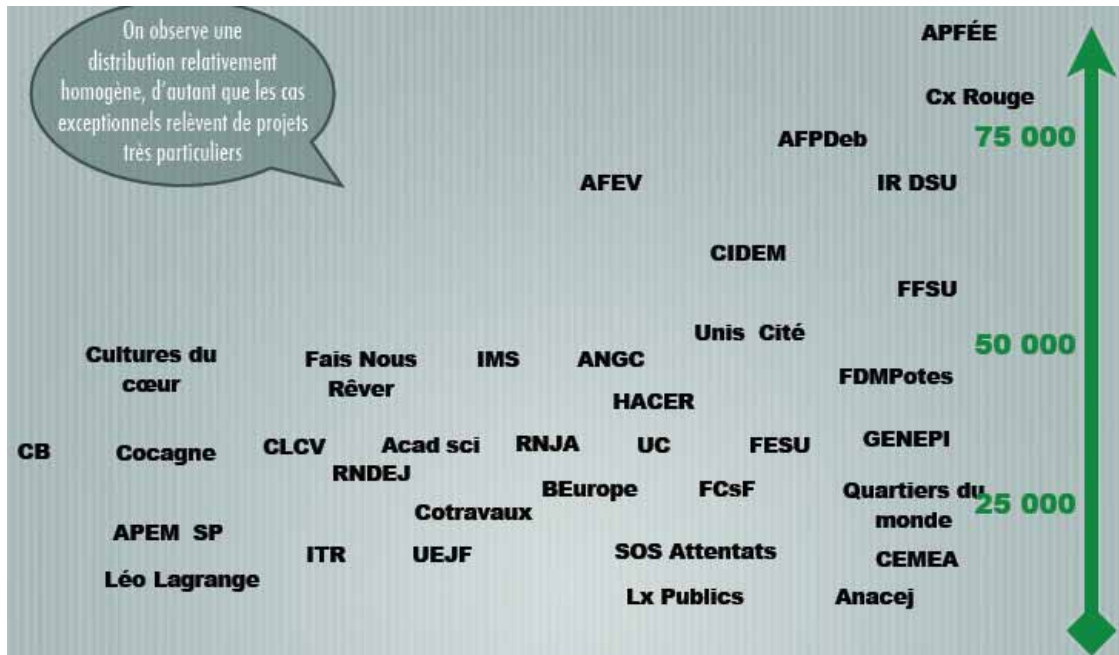 On observe une
distribution relativement
homogène, d'autant que les cas
exceptionnels relèvent de projets
très particuliers
APFÉE
Cx Rouge
AFPDeb
75 000
AFEV
IR DSU
CIDEM
FFSU
Unis Cité
50 000
Cultures du
cœur
Fais Nous
Rêver
IMS
ANGC
FDMPotes
HACER
CB
Cocagne
CLCV
Acad sci
RNJA
UC
FESU
GENEPI
RNDEJ
BEurope
FCsF
Quartiers du
monde
25 000
Cotravaux
APEM SP
ITR
UEJF
SOS Attentats
CEMEA
Léo Lagrange
Lx Publics
Anacej